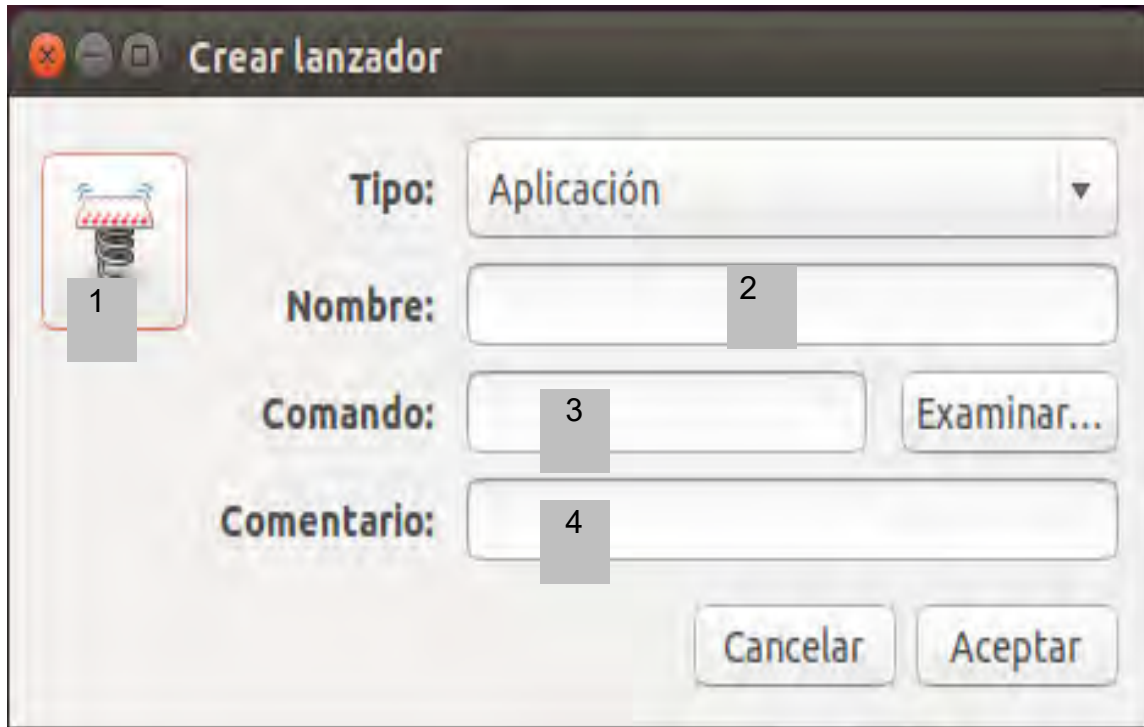 Crear lanzador
Tipo: Aplicación
1 Nombre: 2
Comando: 3 Examinar...
Comentario: 4
Cancelar Aceptar